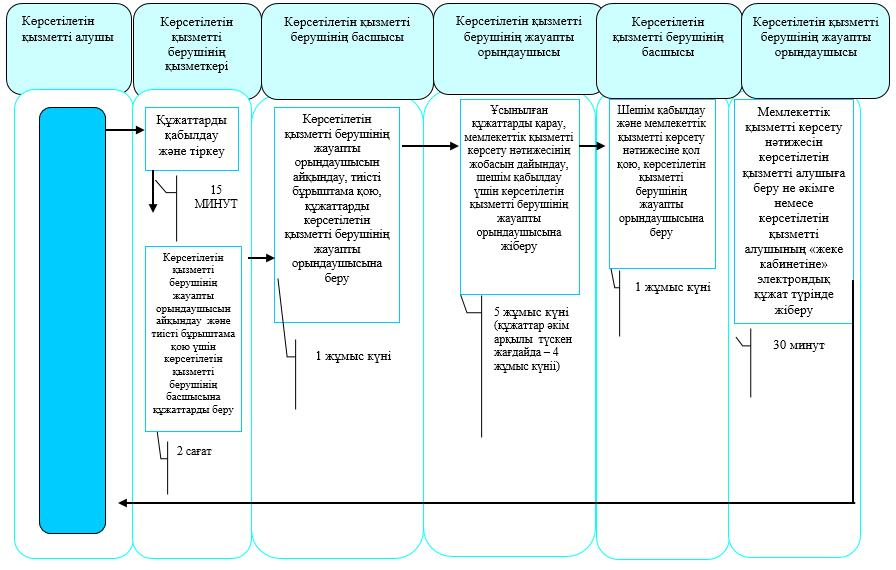 Көрсетілетін
қызметті алушы
Көрсетілетін
қызметті
берушінің
қызметкері
Көрсетілетін қызметті
берушінің басшысы
Көрсетілетін қызметті
берушінің жауапты
орындаушысы
Көрсетілетін
қызметті берушінің
басшысы
Көрсетілетін қызметті
берушінің жауапты
орындаушысы
Құжаттарды
қабылдау
және тіркеу
15
МИНУТ
Көрсетілетін
қызметті
берушінің
жауапты
орындаушысын
айқындау және
тиісті бұрыштама
қою үшін
көрсетілетін
қызметті
берушінің
басшысына
құжаттарды беру
2 сағат
Көрсетілетін
қызметті берушінің
жауапты
орындаушысын
айқындау, тиісті
бұрыштама қою,
құжаттарды
көрсетілетін
қызметті берушінің
жауапты
орындаушысына
беру
1 жұмыс күні
Ұсынылған
құжаттарды қарау,
мемлекеттік қызметті
көрсету нәтижесінің
жобасын дайындау,
шешім қабылдау
үшін көрсетілетін
қызметті берушінің
жауапты
орындаушысына
жіберу
5 жұмыс күні
(құжаттар әкім
арқылы түскен
жағдайда – 4
жұмыс күніі)
Шешім қабылдау
және мемлекеттік
қызметті көрсету
нәтижесіне қол
қою, көрсетілетін
қызметті
берушінің
жауапты
орындаушысына
беру
1 жұмыс күні
Мемлекеттік
қызметті көрсету
нәтижесін
көрсетілетін
қызметті алушыға
беру не әкімге
немесе
көрсетілетін
қызметті
алушының «жеке
кабинетіне»
электрондық
құжат түрінде
жіберу
30 минут